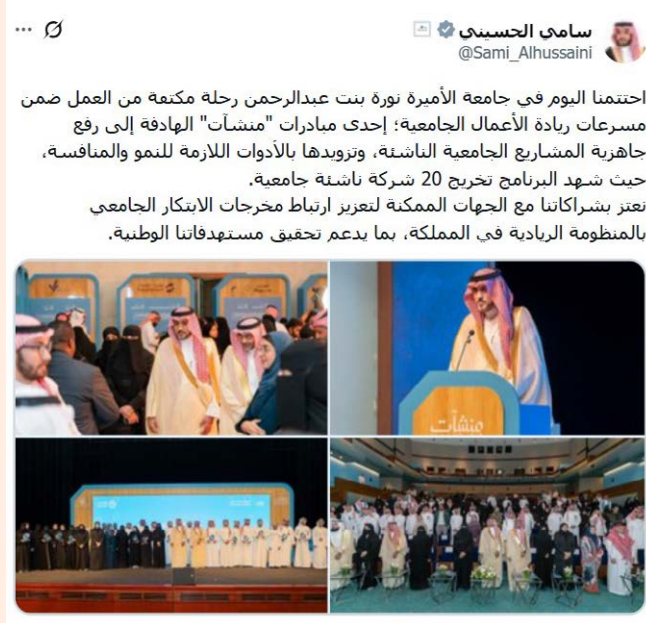 سامي الحسيني
@Sami_Alhussaini
احتتمنا اليوم في جامعة الأميرة نورة بنت عبدالرحمن رحلة مكتفة من العمل ضمن
مسرعات ريادة الأعمال الجامعية؛ إحدى مبادرات "منشآت" الهادفة إلى رفع
جاهزية المشاريع الجامعية الناشئة، وتزويدها بالأدوات اللازمة للنمو والمنافسة،
حيث شهد البرنامج تخريج 20 شركة ناشئة جامعية.
نعتز بشراكاتنا مع الجهات الممكنة لتعزيز ارتباط مخرجات الابتكار الجامعي
بالمنظومة الريادية في المملكة، بما يدعم تحقيق مستهدفاتنا الوطنية.
منشآت